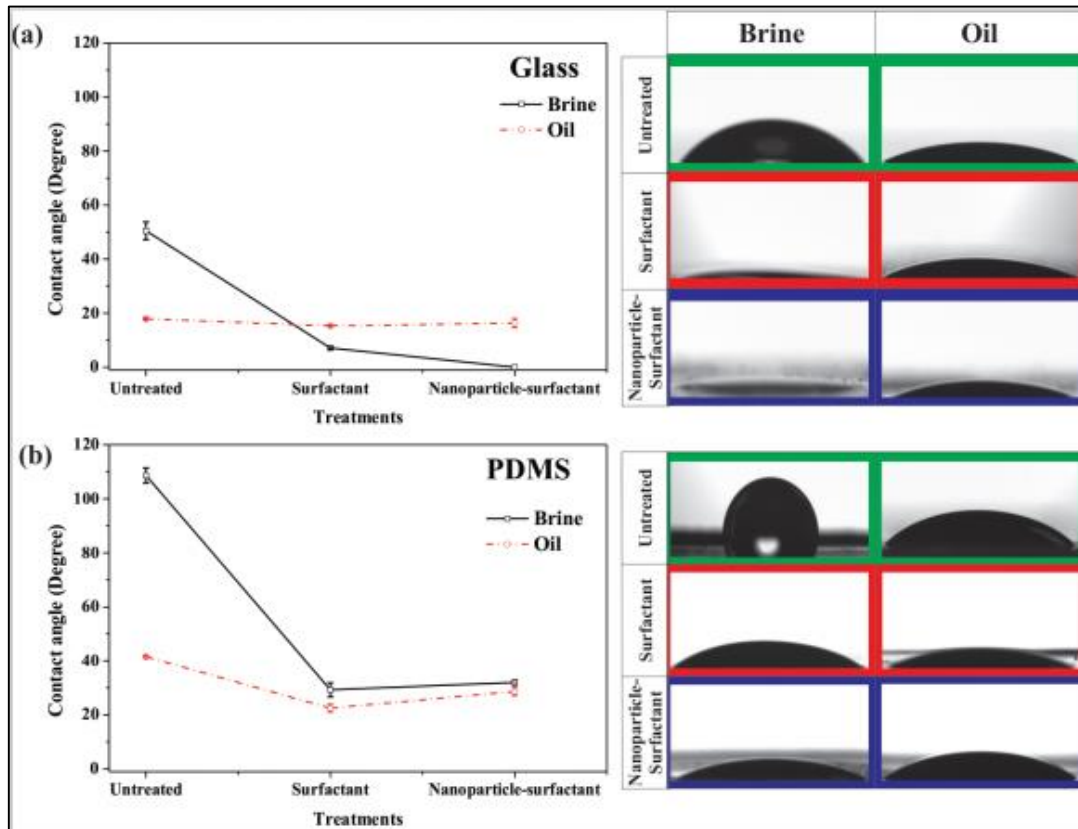 (a)
120
100
80
60
40
20
0
Contact angle (Degree)
Glass
Brine
Oil
Untreated
Surfactant
Nanoparticle-surfactant
Treatments
Brine
Oil
Untreated
Surfactant
Nanoparticle-
Surfactant
(b)
120
100
80
60
40
20
0
Contact angle (Degree)
PDMS
Brine
Oil
Untreated
Surfactant
Nanoparticle-surfactant
Treatments
Untreated
Surfactant
Nanoparticle-
Surfactant